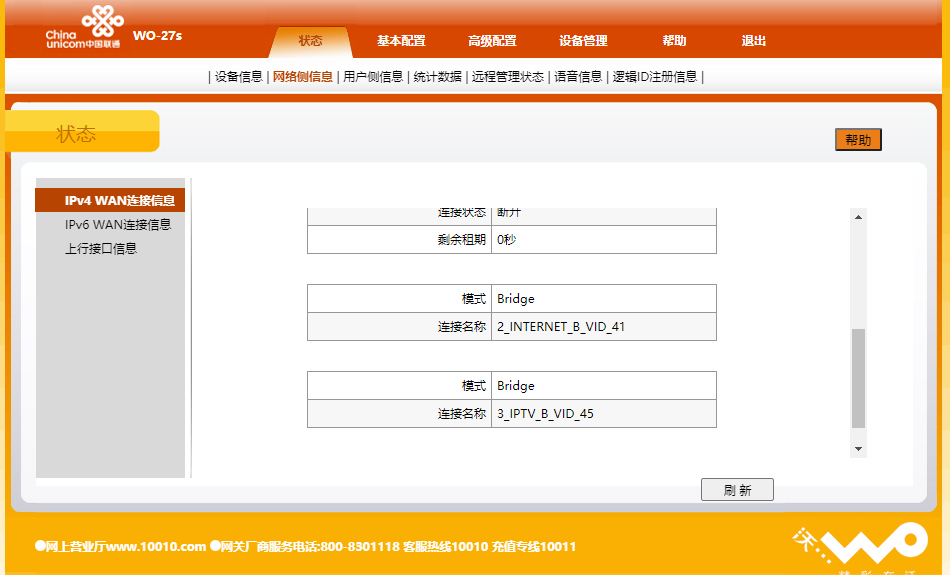 China
unicom中国联通
WO-27s
状态 基本配置 高级配置 设备管理 帮助 退出
| 设备信息 | 网络侧信息 | 用户侧信息 | 统计数据 | 远程管理状态 | 语音信息 | 逻辑ID注册信息 |
状态
帮助
IPv4 WAN连接信息
IPv6 WAN连接信息
上行接口信息
连接状态 断开
剩余租期 0秒
模式 Bridge
连接名称 2_INTERNET_B_VID_41
模式 Bridge
连接名称 3_IPTV_B_VID_45
刷 新
●网上营业厅www.10010.com ●网关厂商服务电话:800-8301118 客服热线10010 充值专线10011
沃...
WO